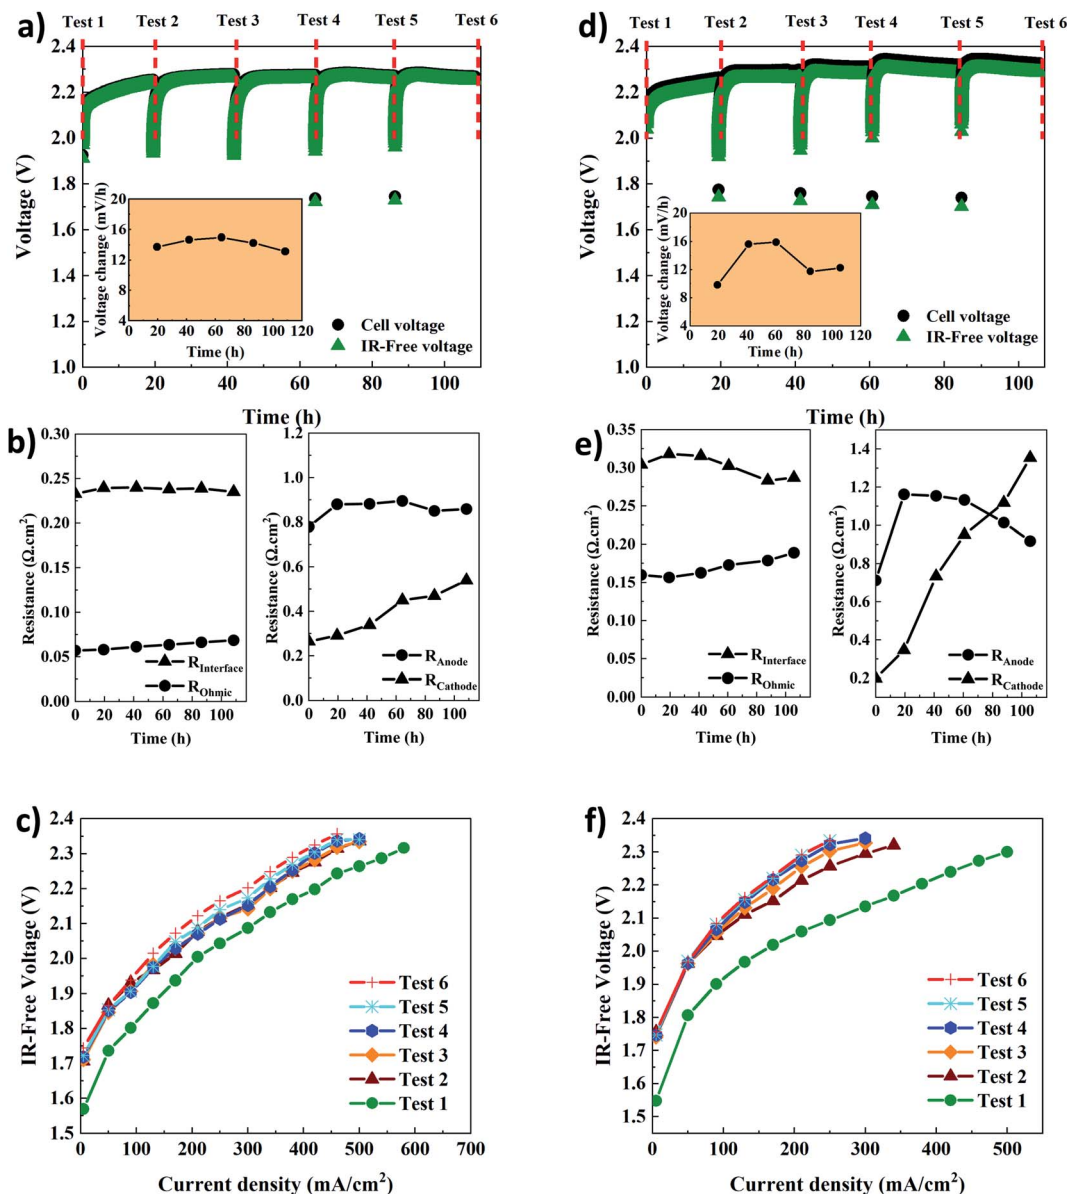 a)
Test 1 Test 2 Test 3 Test 4 Test 5 Test 6
2.4
2.2
2.0
1.8
1.6
1.4
1.2
1.0
Voltage (V)
0 20 40 60 80 100
Time (h)
20
16
12
8
4
Voltage change (mV/h)
0 20 40 60 80 100 120
Time (h)
Cell voltage
IR-Free voltage
d)
Test 1 Test 2 Test 3 Test 4 Test 5 Test 6
2.4
2.2
2.0
1.8
1.6
1.4
1.2
1.0
Voltage (V)
0 20 40 60 80 100
Time (h)
20
16
12
8
4
Voltage change (mV/h)
0 20 40 60 80 100 120
Time (h)
Cell voltage
IR-Free voltage
b)
0.30
0.25
0.20
0.15
0.10
0.05
0.00
Resistance (Ω.cm²)
0 20 40 60 80 100
Time (h)
R_Interface
R_Ohmic
1.2
1.0
0.8
0.6
0.4
0.2
0.0
Resistance (Ω.cm²)
0 20 40 60 80 100
Time (h)
R_Anode
R_Cathode
e)
0.35
0.30
0.25
0.20
0.15
0.10
0.05
0.00
Resistance (Ω.cm²)
0 20 40 60 80 100
Time (h)
R_Interface
R_Ohmic
1.4
1.2
1.0
0.8
0.6
0.4
0.2
Resistance (Ω.cm²)
0 20 40 60 80 100
Time (h)
R_Anode
R_Cathode
c)
2.4
2.3
2.2
2.1
2.0
1.9
1.8
1.7
1.6
1.5
IR-Free Voltage (V)
0 100 200 300 400 500 600 700
Current density (mA/cm²)
Test 6
Test 5
Test 4
Test 3
Test 2
Test 1
f)
2.4
2.3
2.2
2.1
2.0
1.9
1.8
1.7
1.6
1.5
IR-Free Voltage (V)
0 100 200 300 400 500
Current density (mA/cm²)
Test 6
Test 5
Test 4
Test 3
Test 2
Test 1